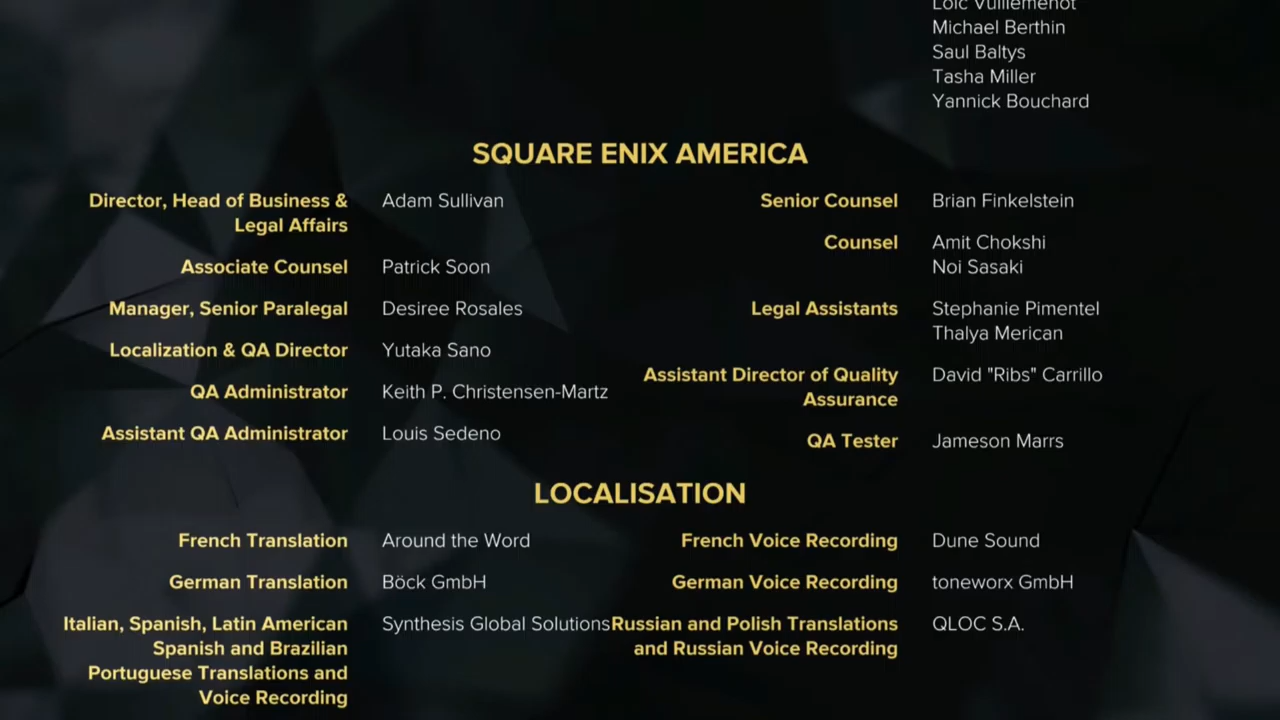 Loïc Vuillemenot
Michael Berthin
Saul Baltys
Tasha Miller
Yannick Bouchard
SQUARE ENIX AMERICA
Director, Head of Business & Legal Affairs
Adam Sullivan
Associate Counsel
Patrick Soon
Manager, Senior Paralegal
Desiree Rosales
Localization & QA Director
Yutaka Sano
QA Administrator
Keith P. Christensen-Martz
Assistant QA Administrator
Louis Sedeno
Senior Counsel
Brian Finkelstein
Counsel
Amit Chokshi
Noi Sasaki
Legal Assistants
Stephanie Pimentel
Thalya Merican
Assistant Director of Quality
Assurance
David "Ribs" Carrillo
QA Tester
Jameson Marrs
LOCALISATION
French Translation
Around the Word
German Translation
Böck GmbH
Italian, Spanish, Latin American
Spanish and Brazilian
Portuguese Translations and
Voice Recording
Synthesis Global Solutions
French Voice Recording
Dune Sound
German Voice Recording
toneworx GmbH
Russian and Polish Translations
and Russian Voice Recording
QLOC S.A.